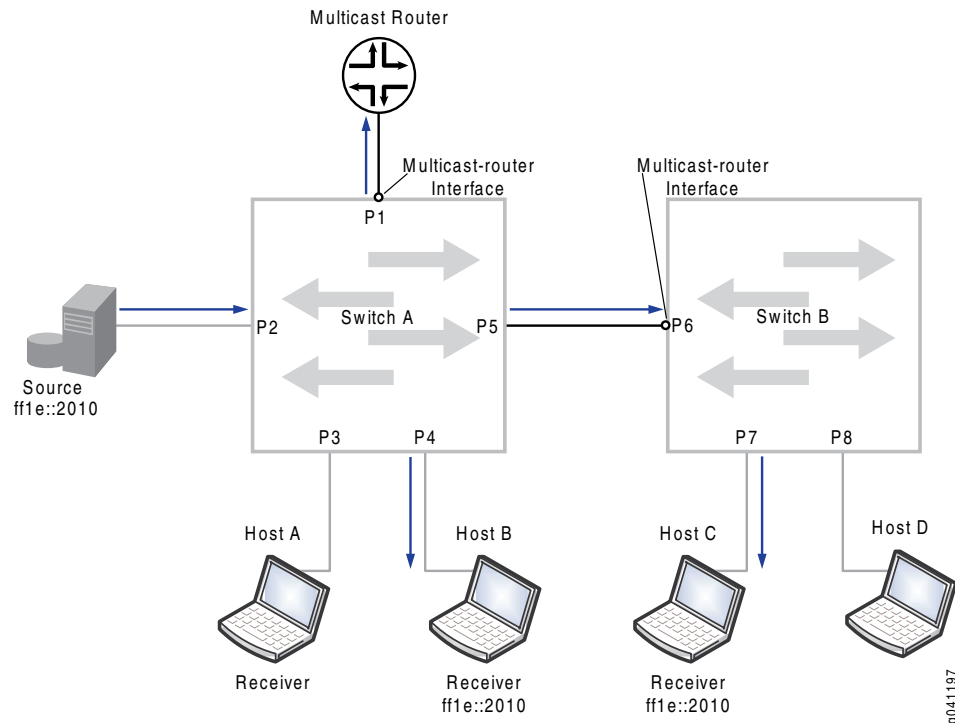 Multicast Router
Multicast-router
Interface
Multicast-router
Interface
P1
P2
Switch A
P5
P6
Switch B
Source
ff1e::2010
P3
P4
P7
P8
Host A
Host B
Host C
Host D
Receiver
Receiver
ff1e::2010
Receiver
ff1e::2010
g041197